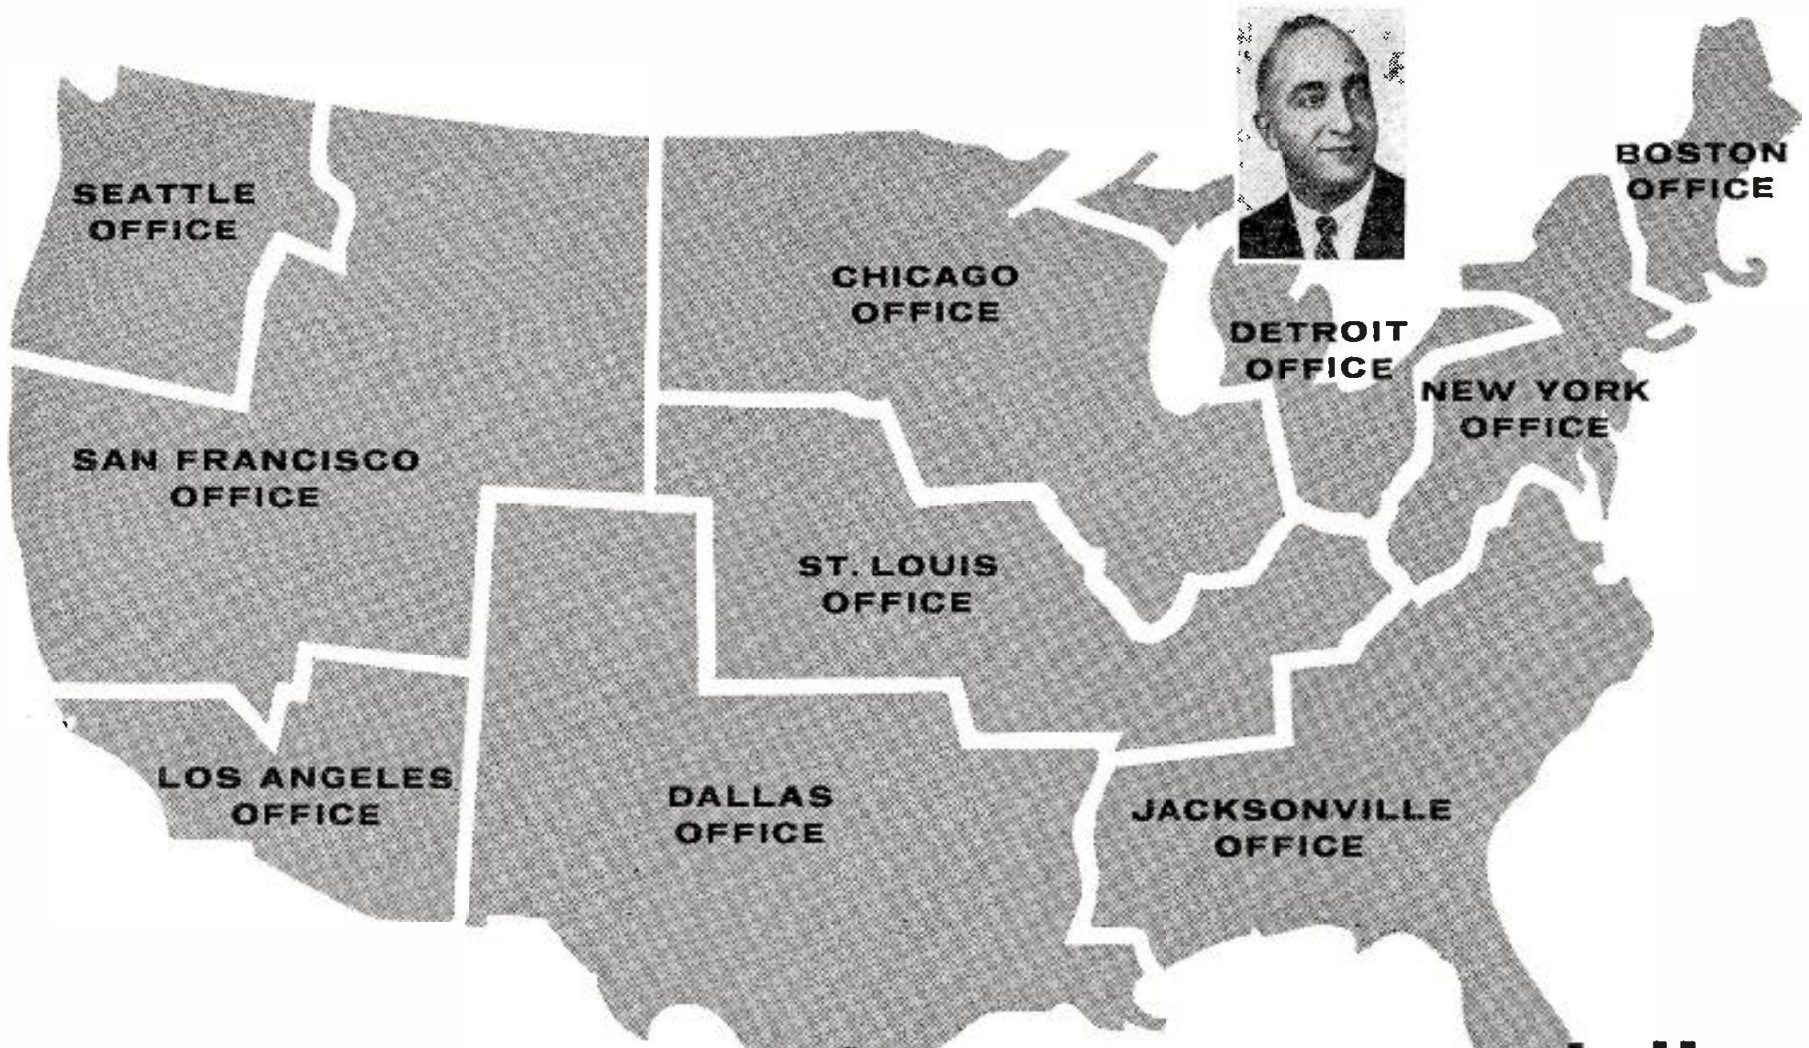 BOSTON
OFFICE
SEATTLE
OFFICE
CHICAGO
OFFICE
DETROIT
OFFICE
NEW YORK
OFFICE
SAN FRANCISCO
OFFICE
ST. LOUIS
OFFICE
LOS ANGELES
OFFICE
DALLAS
OFFICE
JACKSONVILLE
OFFICE